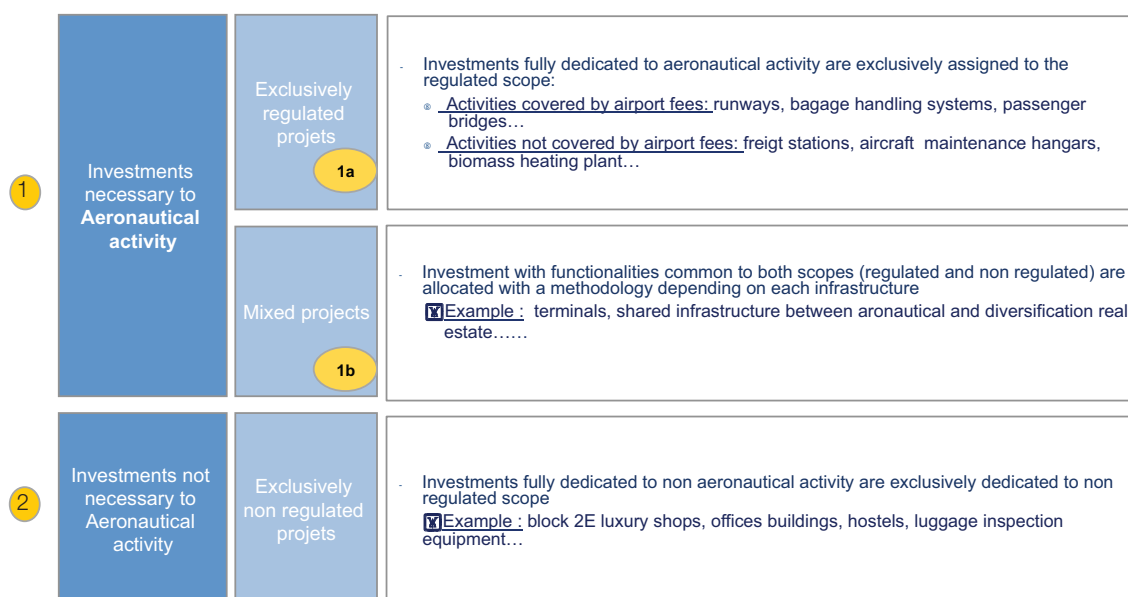 1
Investments
necessary to
Aeronautical
activity
Exclusively
regulated
projets
1a
- Investments fully dedicated to aeronautical activity are exclusively assigned to the
regulated scope:
Activities covered by airport fees: runways, bagage handling systems, passenger
bridges…
Activities not covered by airport fees: freigt stations, aircraft maintenance hangars,
biomass heating plant…
Mixed projects
1b
- Investment with functionalities common to both scopes (regulated and non regulated) are
allocated with a methodology depending on each infrastructure
Example : terminals, shared infrastructure between aronautical and diversification real
estate……
2
Investments not
necessary to
Aeronautical
activity
Exclusively
non regulated
projets
- Investments fully dedicated to non aeronautical activity are exclusively dedicated to non
regulated scope
Example : block 2E luxury shops, offices buildings, hostels, luggage inspection
equipment…